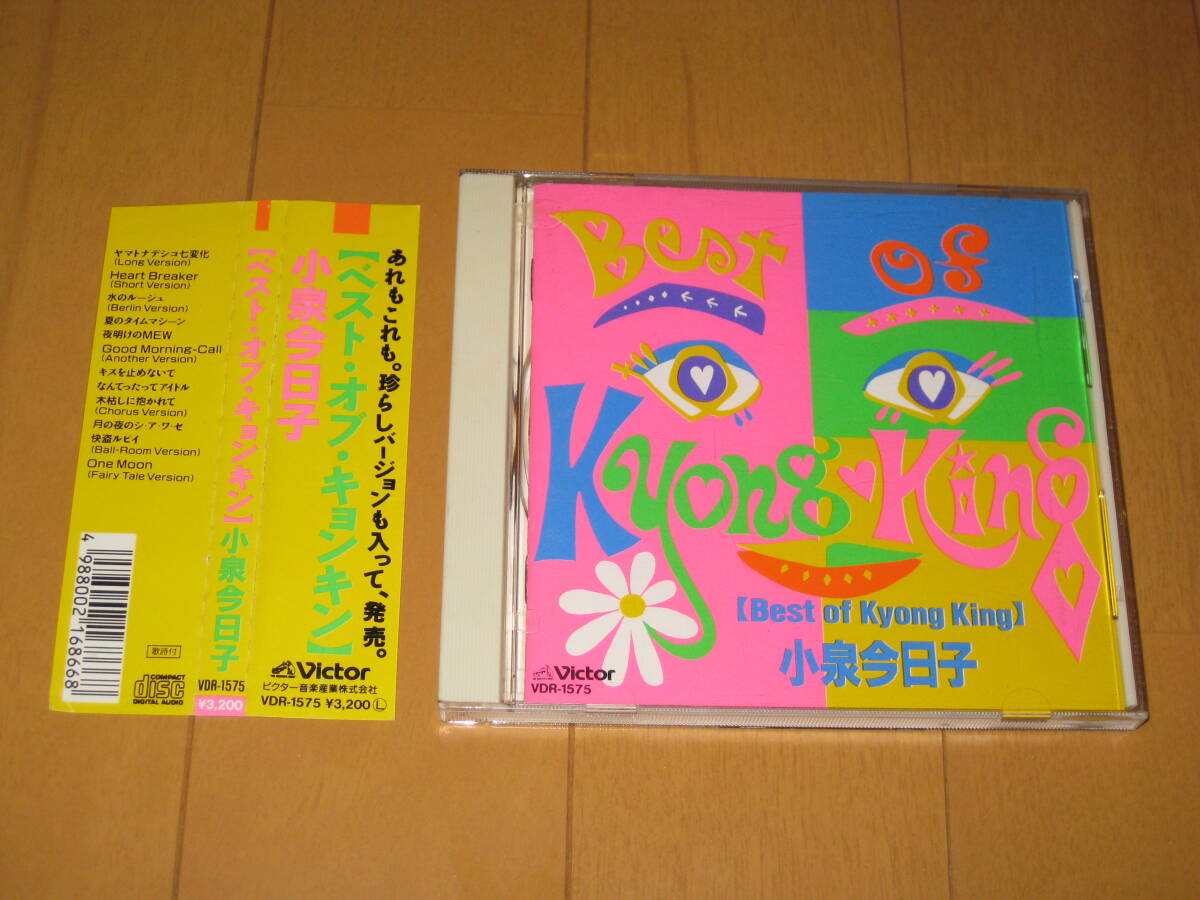 ヤマトナデシコ七変化
(Long Version)
Heart Breaker
(Short Version)
水のルージュ
(Berlin Version)
夏のタイムマシーン
夜明けのMEW
Good Morning-Call
(Another Version)
キスを止めないで
なんてったってアイドル
木枯しに抱かれて
(Chorus Version)
月の夜のシ・ア・ワ・セ
快盗ルビイ
(Ball-Room Version)
One Moon
(Fairy Tale Version)
4 988002 168668
歌詩付
COMPACT
disc
DIGITAL AUDIO
【ベスト・オブ・キョンキン】小泉今日子
VDR-1575
¥3,200
あれもこれも。珍らしバージョンも入って、発売。
【ベスト・オブ・キョンキン】
小泉今日子
Victor
ビクター音楽産業株式会社
VDR-1575 ¥3,200 Ⓛ
Best Of
Kyong King
【Best of Kyong King】
小泉今日子
Victor
VDR-1575